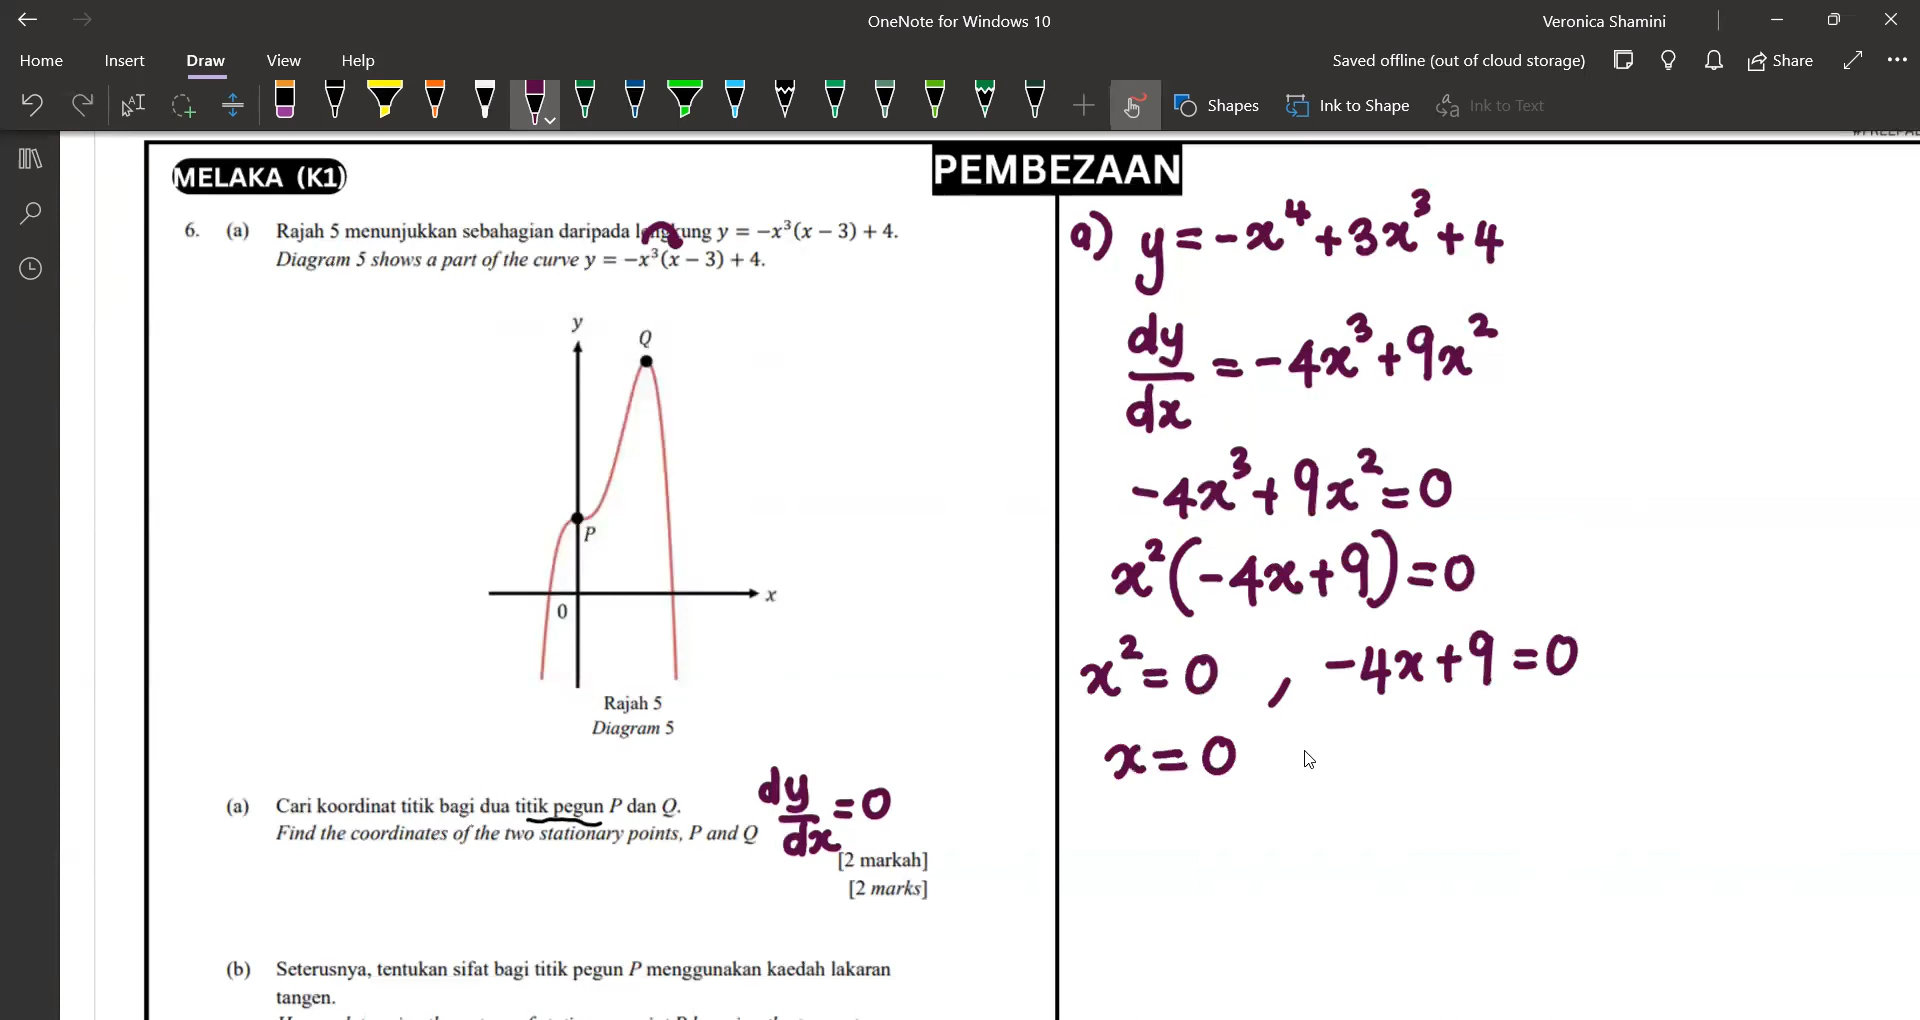 OneNote for Windows 10
Veronica Shamini
Home Insert Draw View Help
Saved offline (out of cloud storage)
Share
Shapes
Ink to Shape
Ink to Text
MELAKA (K1)
PEMBEZAAN
6. (a) Rajah 5 menunjukkan sebahagian daripada lengkung y = −x³(x − 3) + 4.
Diagram 5 shows a part of the curve y = −x³(x − 3) + 4.
y
Q
P
0
x
Rajah 5
Diagram 5
(a) Cari koordinat titik bagi dua titik pegun P dan Q.
Find the coordinates of the two stationary points, P and Q
dy/dx = 0
[2 markah]
[2 marks]
(b) Seterusnya, tentukan sifat bagi titik pegun P menggunakan kaedah lakaran
tangen.
a) y = -x⁴ + 3x³ + 4
dy/dx = -4x³ + 9x²
-4x³ + 9x² = 0
x²(-4x + 9) = 0
x² = 0 , -4x + 9 = 0
x = 0